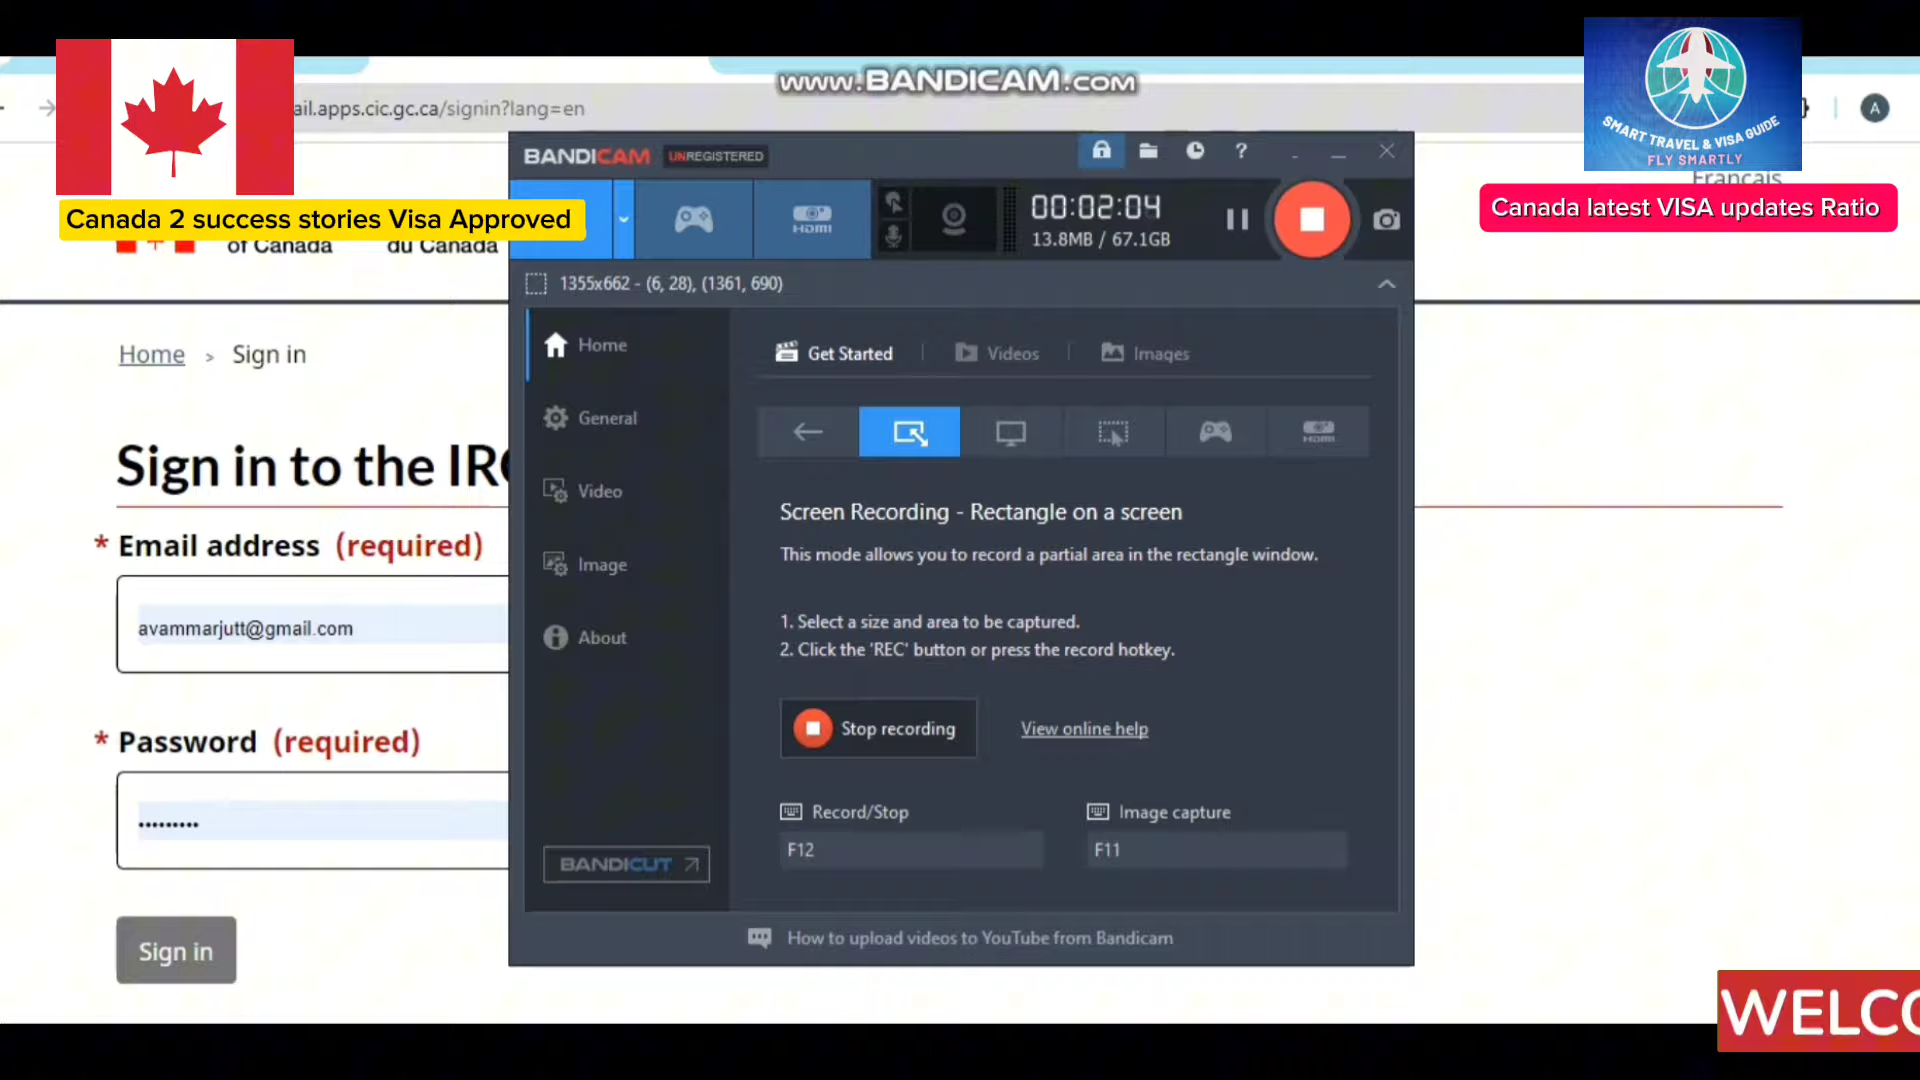 www.BANDICAM.com
ail.apps.cic.gc.ca/signin?lang=en
A
SMART TRAVEL & VISA GUIDE
FLY SMARTLY
Français
Canada latest VISA updates Ratio
Canada 2 success stories Visa Approved
of Canada
du Canada
BANDICAM
UNREGISTERED
?
HDMI
00:02:04
13.8MB / 67.1GB
1355x662 - (6, 28), (1361, 690)
Home > Sign in
Home
Get Started
Videos
Images
General
HDMI
Sign in to the IRC
Video
Screen Recording - Rectangle on a screen
* Email address (required)
This mode allows you to record a partial area in the rectangle window.
Image
avammarjutt@gmail.com
About
1. Select a size and area to be captured.
2. Click the 'REC' button or press the record hotkey.
* Password (required)
Stop recording
View online help
•••••••••
Record/Stop
Image capture
F12
F11
BANDICUT
Sign in
How to upload videos to YouTube from Bandicam
WELCO